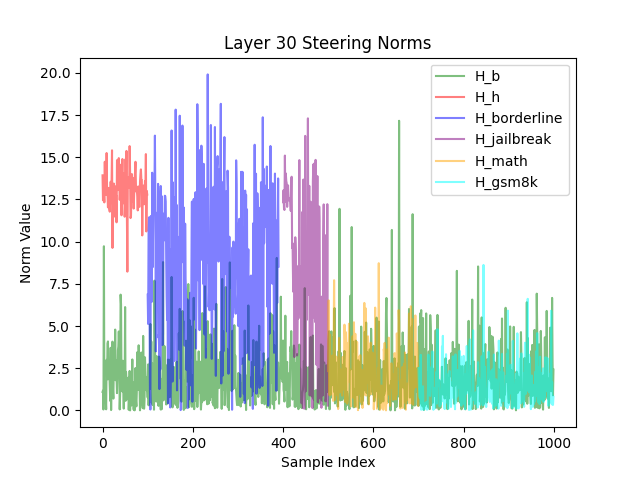 Layer 30 Steering Norms
H_b
H_h
H_borderline
H_jailbreak
H_math
H_gsm8k
Norm Value
20.0
17.5
15.0
12.5
10.0
7.5
5.0
2.5
0.0
0 200 400 600 800 1000
Sample Index